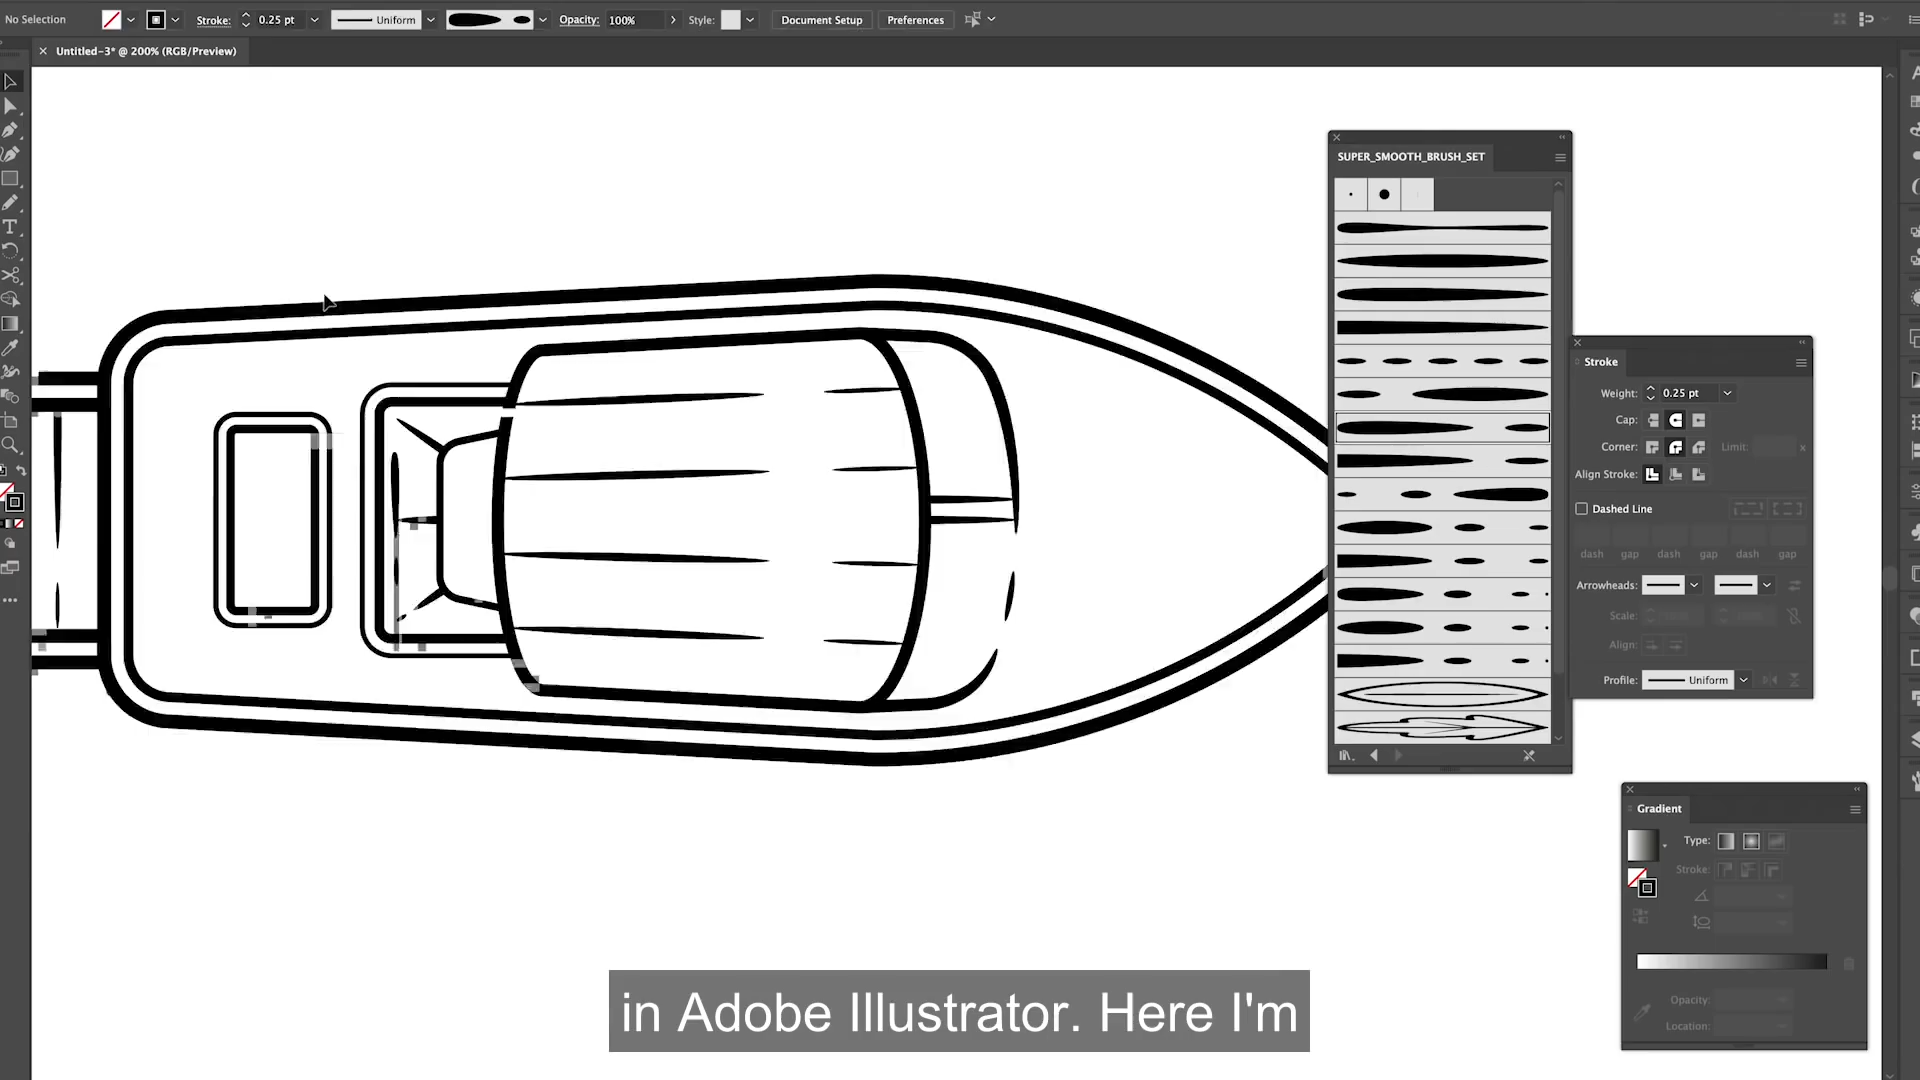 No Selection
Stroke: 0.25 pt Uniform Opacity: 100% Style: Document Setup Preferences
Untitled-3* @ 200% (RGB/Preview)
SUPER_SMOOTH_BRUSH_SET
Stroke
Weight: 0.25 pt
Cap:
Corner: Limit: x
Align Stroke:
Dashed Line
dash gap dash gap dash gap
Arrowheads:
Scale:
Align:
Profile: Uniform
Gradient
Type:
Stroke:
Opacity:
Location:
in Adobe Illustrator. Here I'm